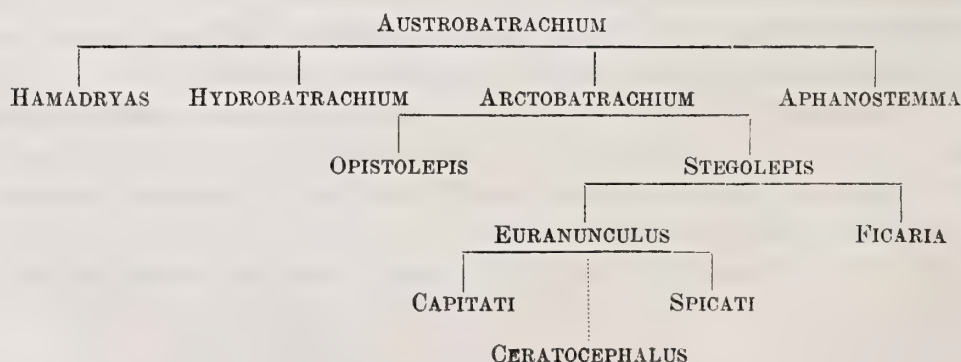 AUSTROBATRACHIUM
HAMADRYAS HYDROBATRACHIUM ARCTOBATRACHIUM APHANOSTEMMA
OPISTOLEPIS STEGOLEPIS
EURANUNCULUS FICARIA
CAPITATI SPICATI
CERATOCEPHALUS